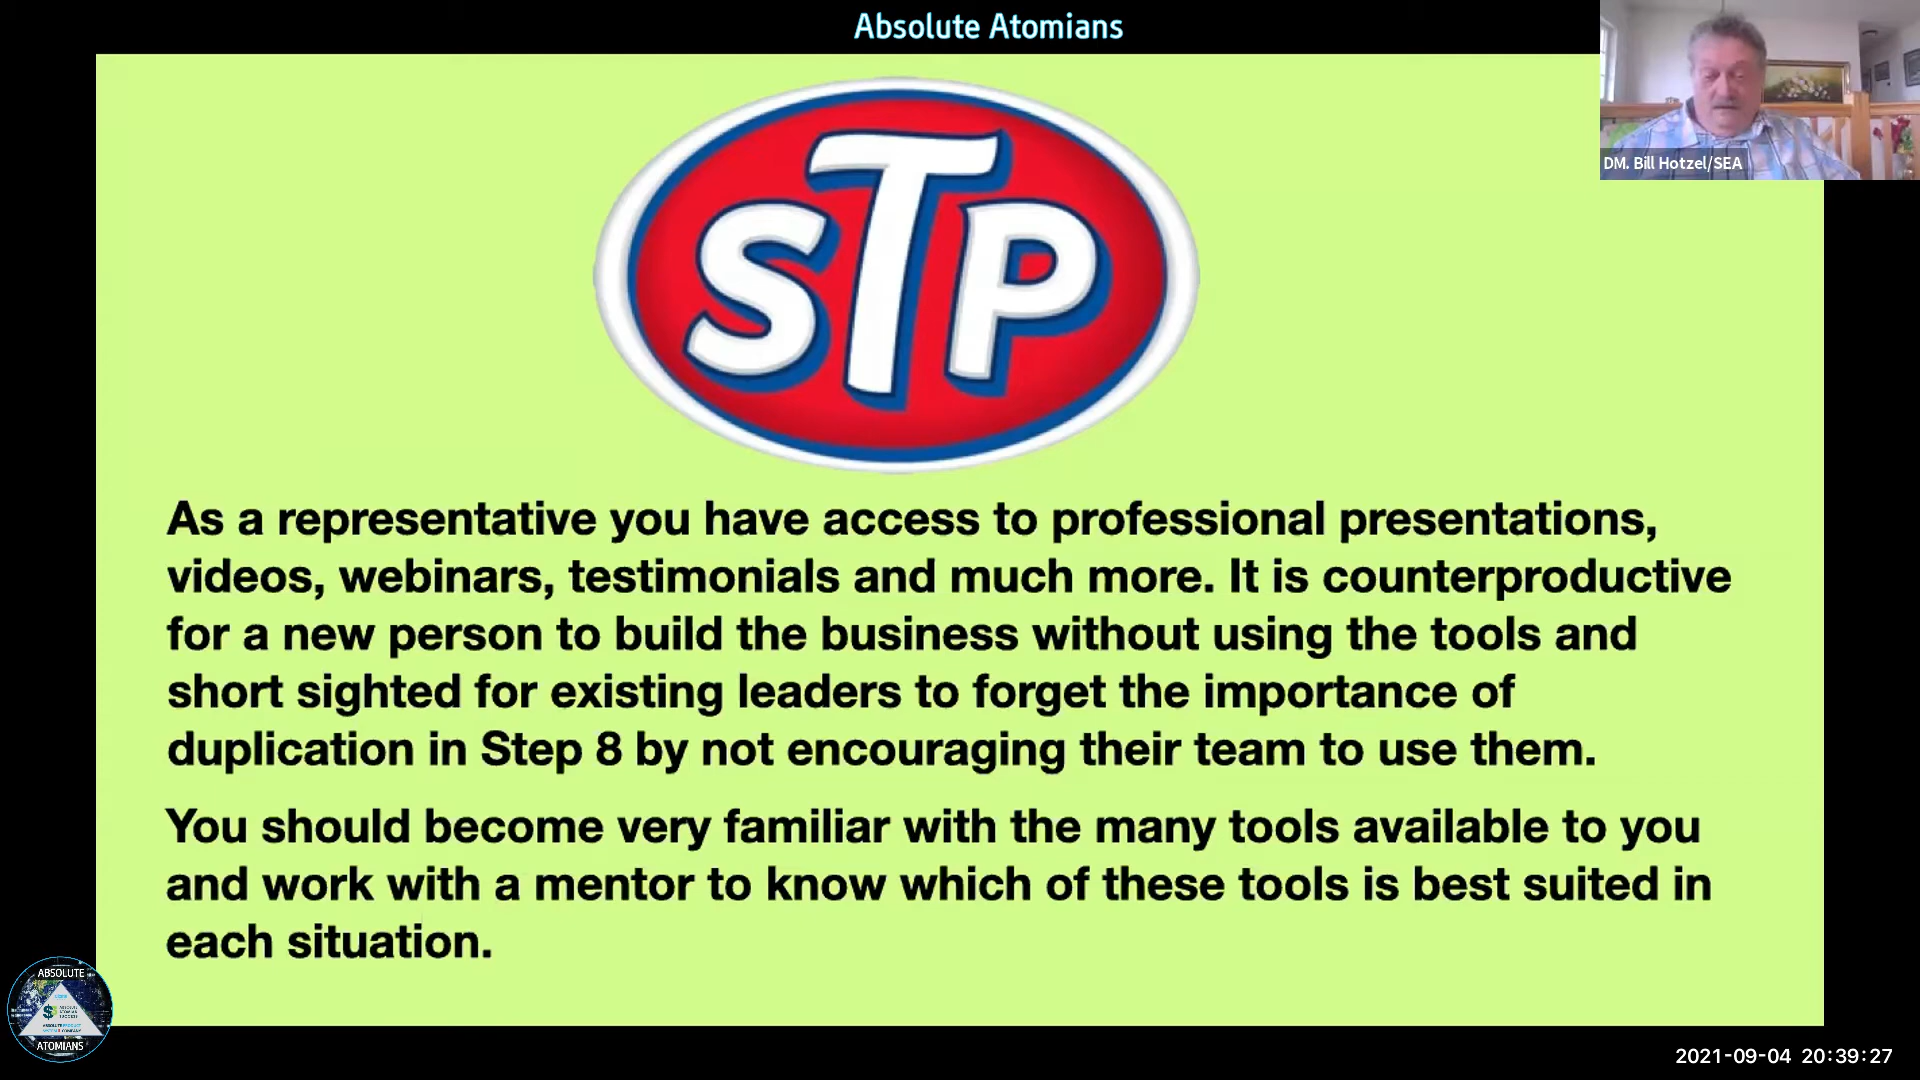 Absolute Atomians
DM. Bill Hotzel/SEA
STP
As a representative you have access to professional presentations,
videos, webinars, testimonials and much more. It is counterproductive
for a new person to build the business without using the tools and
short sighted for existing leaders to forget the importance of
duplication in Step 8 by not encouraging their team to use them.
You should become very familiar with the many tools available to you
and work with a mentor to know which of these tools is best suited in
each situation.
ABSOLUTE
ATOMIANS
2021-09-04 20:39:27